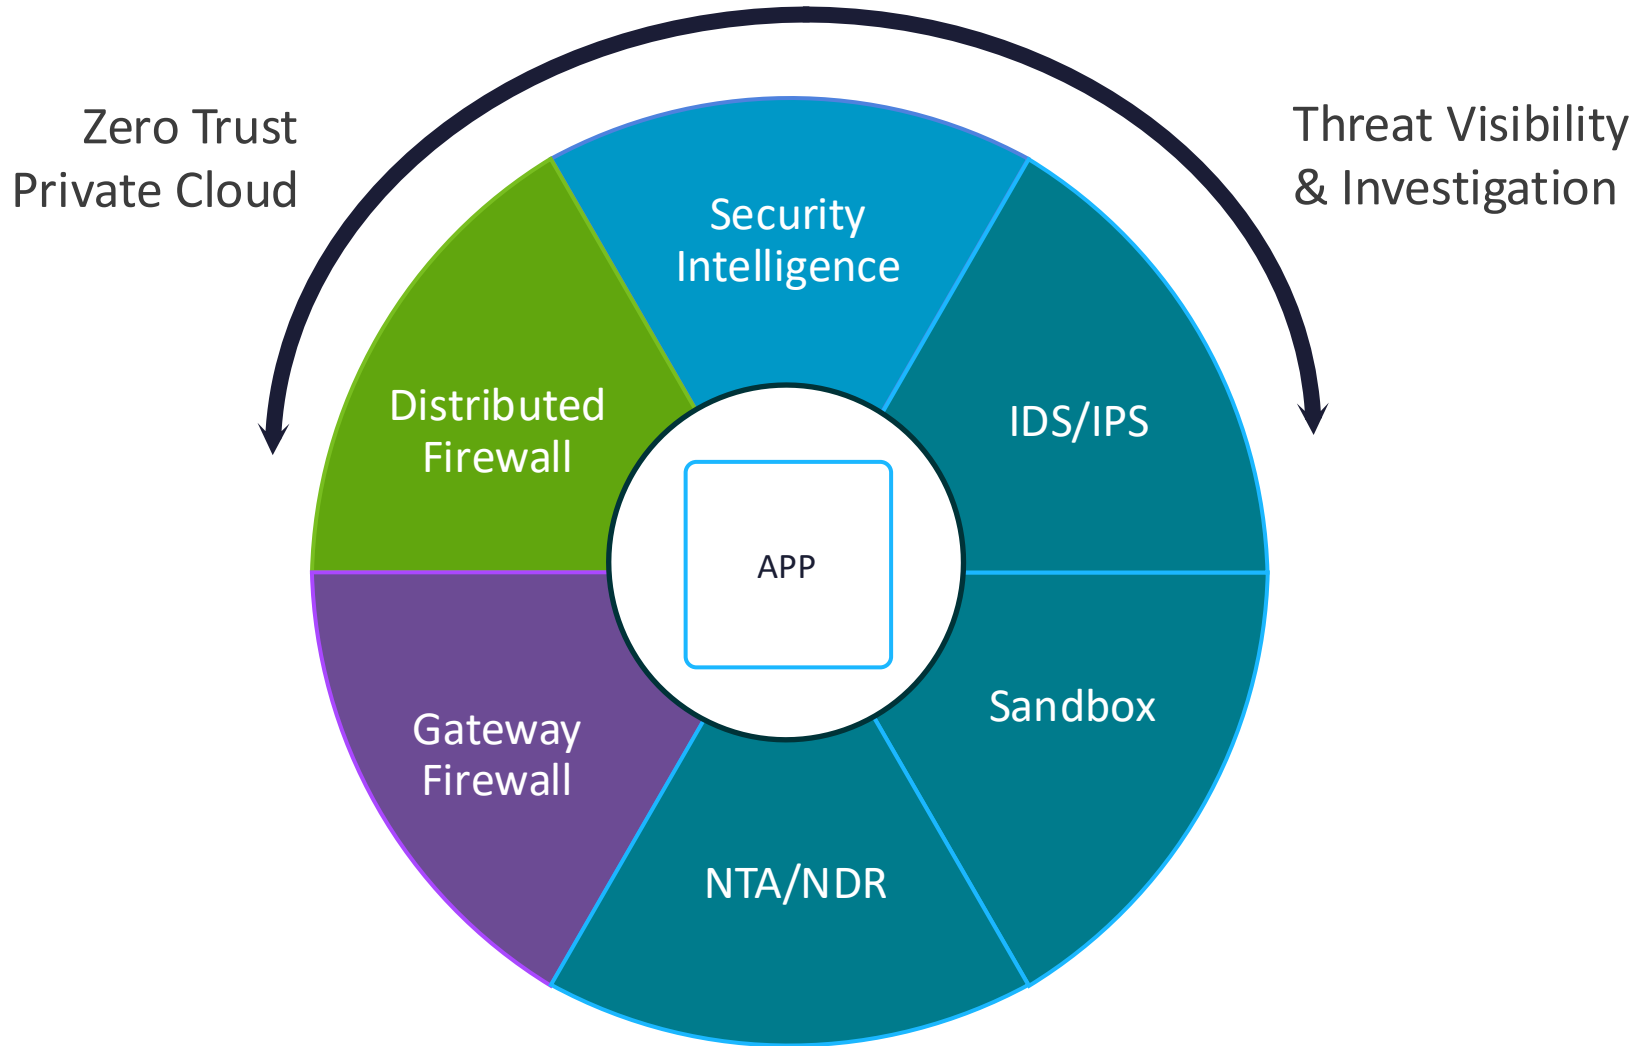 Zero Trust
Private Cloud
Threat Visibility
& Investigation
Security
Intelligence
Distributed
Firewall
IDS/IPS
APP
Gateway
Firewall
Sandbox
NTA/NDR